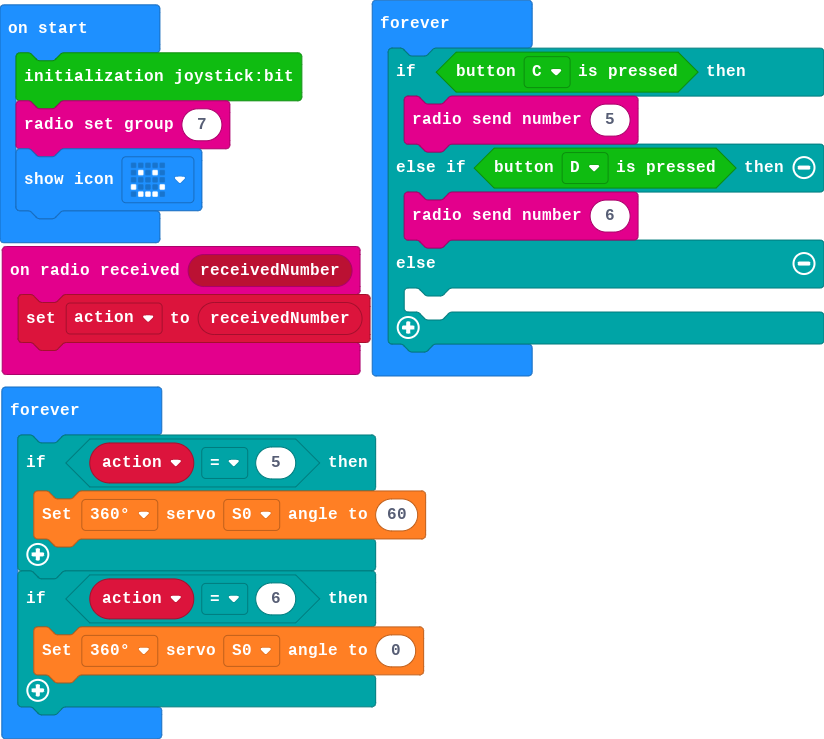 on start
initialization joystick:bit
radio set group 7
show icon
on radio received receivedNumber
set action to receivedNumber
forever
if button C is pressed then
radio send number 5
else if button D is pressed then
radio send number 6
else
forever
if action = 5 then
Set 360° servo S0 angle to 60
if action = 6 then
Set 360° servo S0 angle to 0